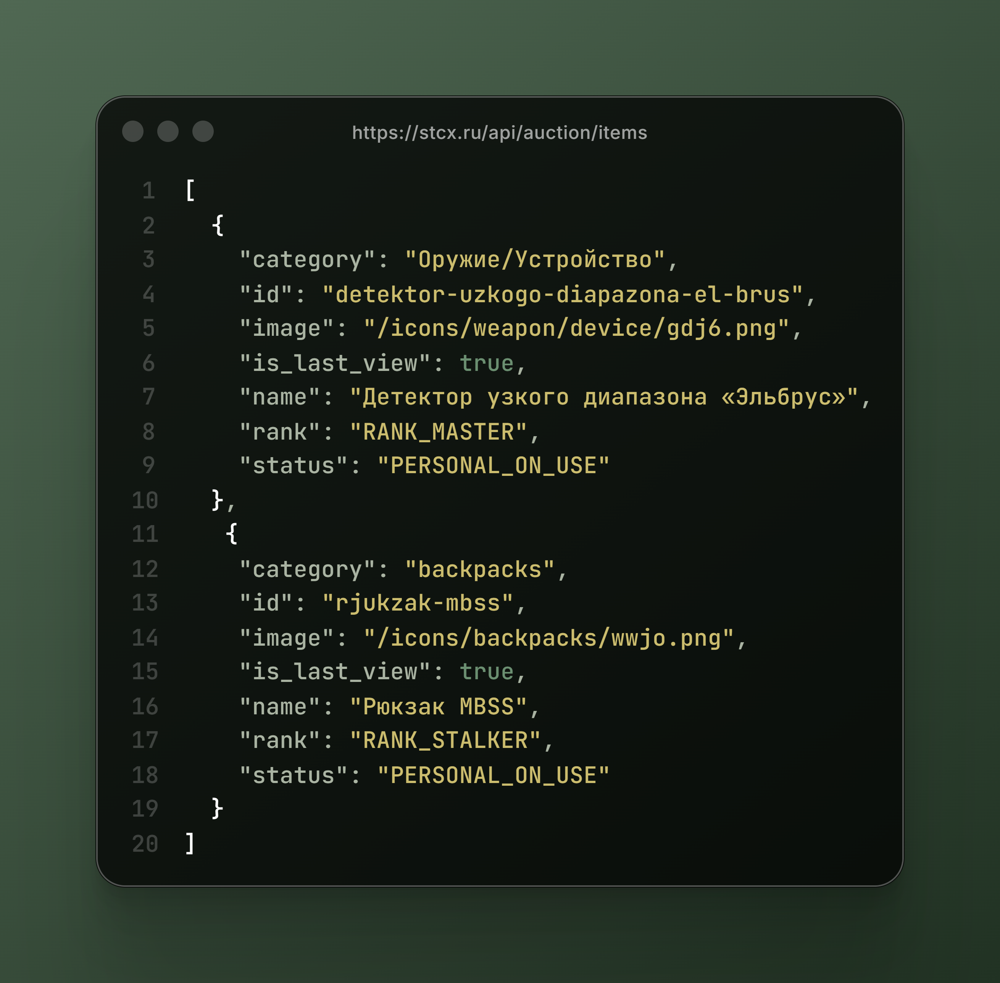 https://stcx.ru/api/auction/items
1 [
2 {
3 "category": "Оружие/Устройство",
4 "id": "detektor-uzkogo-diapazona-el-brus",
5 "image": "/icons/weapon/device/gdj6.png",
6 "is_last_view": true,
7 "name": "Детектор узкого диапазона «Эльбрус»",
8 "rank": "RANK_MASTER",
9 "status": "PERSONAL_ON_USE"
10 },
11 {
12 "category": "backpacks",
13 "id": "rjukzak-mbss",
14 "image": "/icons/backpacks/wwjo.png",
15 "is_last_view": true,
16 "name": "Рюкзак MBSS",
17 "rank": "RANK_STALKER",
18 "status": "PERSONAL_ON_USE"
19 }
20 ]